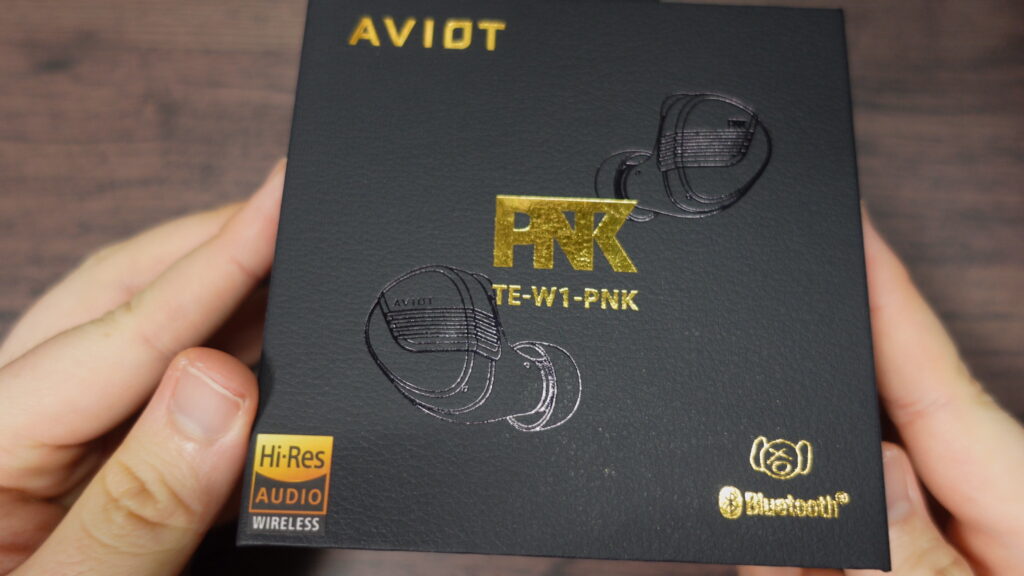 AVIOT
PNK
TE-W1-PNK
AVIOT
Hi-Res
AUDIO
WIRELESS
Bluetooth®